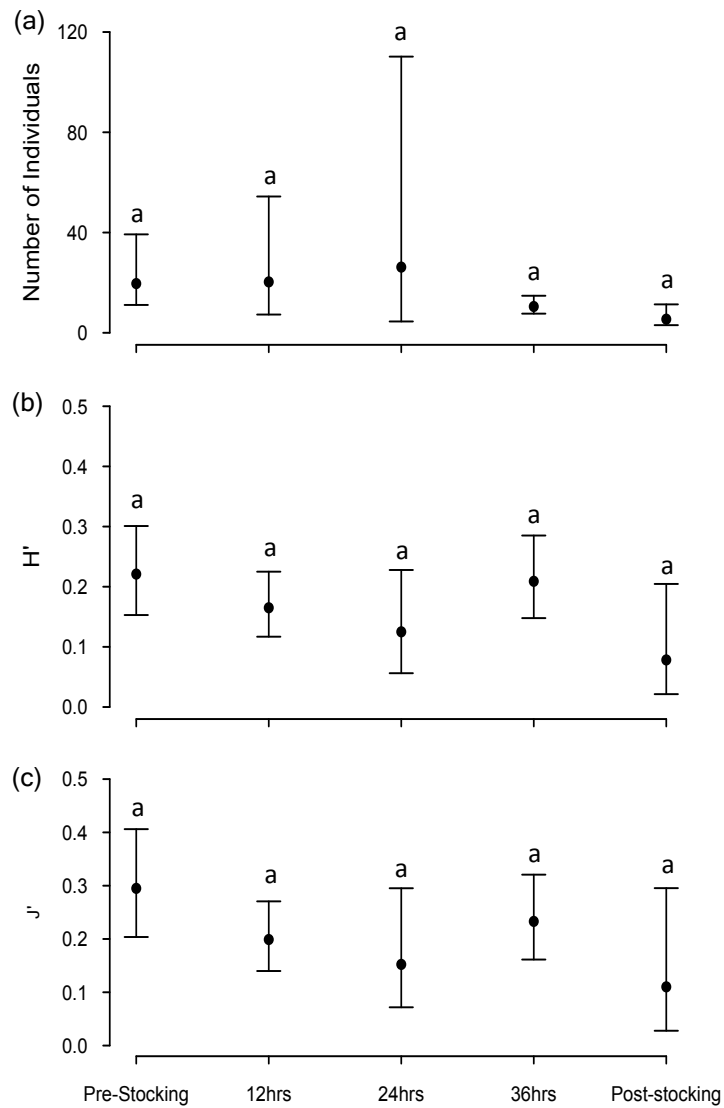 (a)
120
80
40
0
Number of Individuals
a a a a a
(b)
0.5
0.4
0.3
0.2
0.1
0.0
H'
a a a a a
(c)
0.5
0.4
0.3
0.2
0.1
0.0
J'
a a a a a
Pre-Stocking 12hrs 24hrs 36hrs Post-stocking